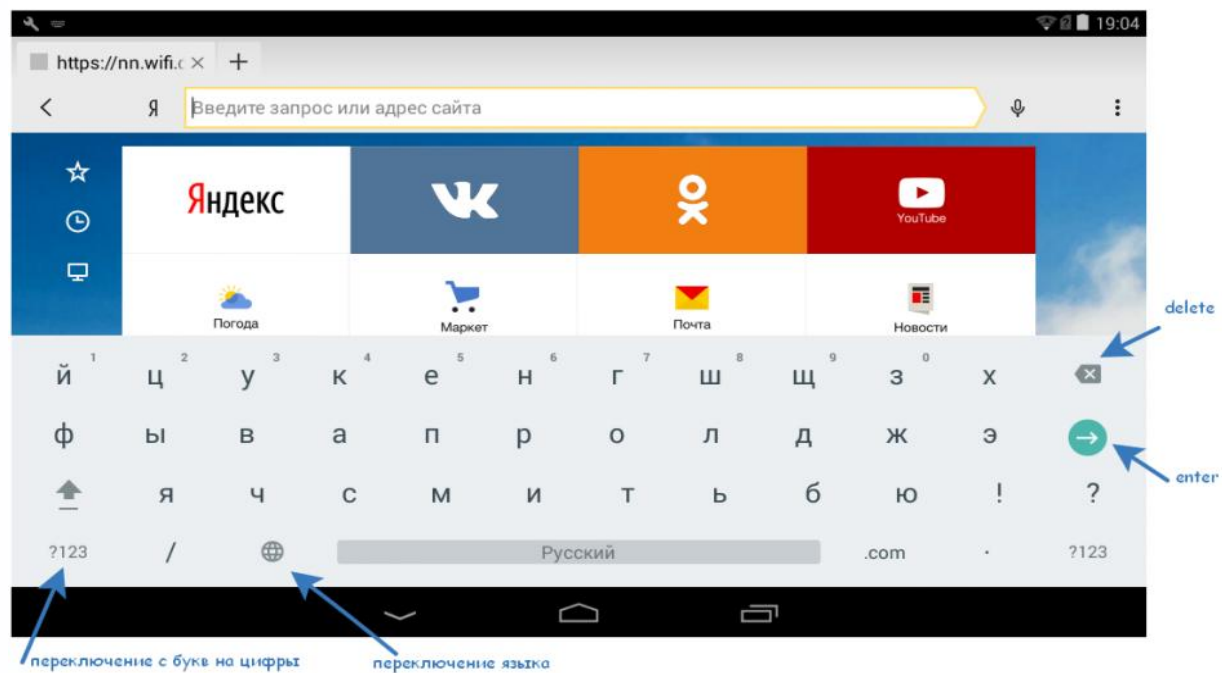 19:04
https://nn.wifi.c
Я Введите запрос или адрес сайта
Яндекс
YouTube
Погода Маркет Почта Новости
delete
1 2 3 4 5 6 7 8 9 0
й ц у к е н г ш щ з х
ф ы в а п р о л д ж э
enter
я ч с м и т ь б ю ! ?
?123 / Русский .com . ?123
переключение с букв на цифры
переключение языка